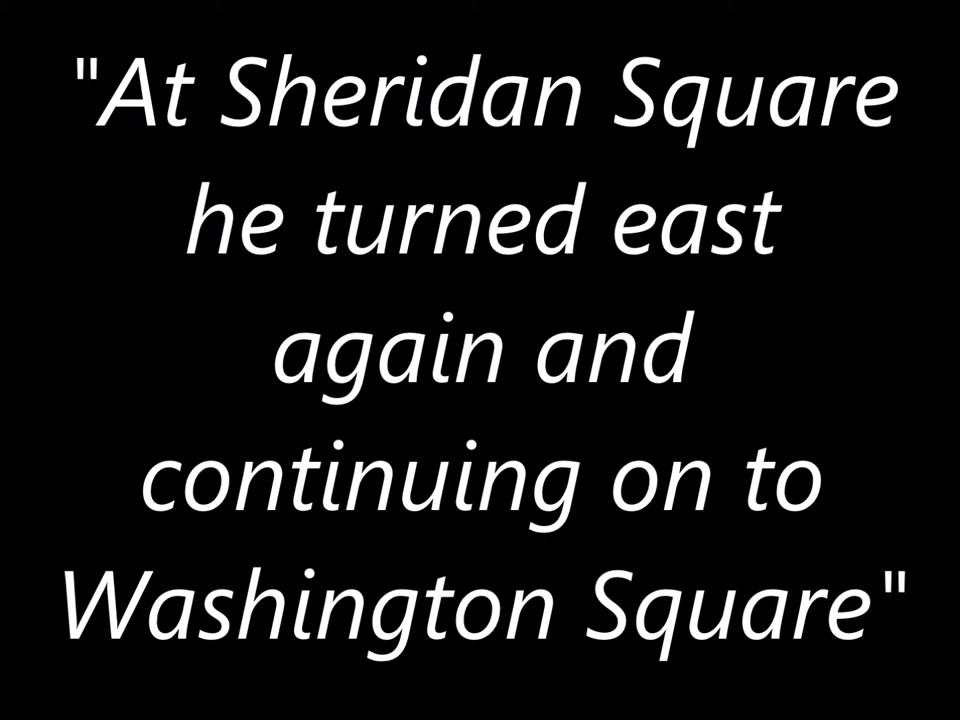 "At Sheridan Square
he turned east
again and
continuing on to
Washington Square"